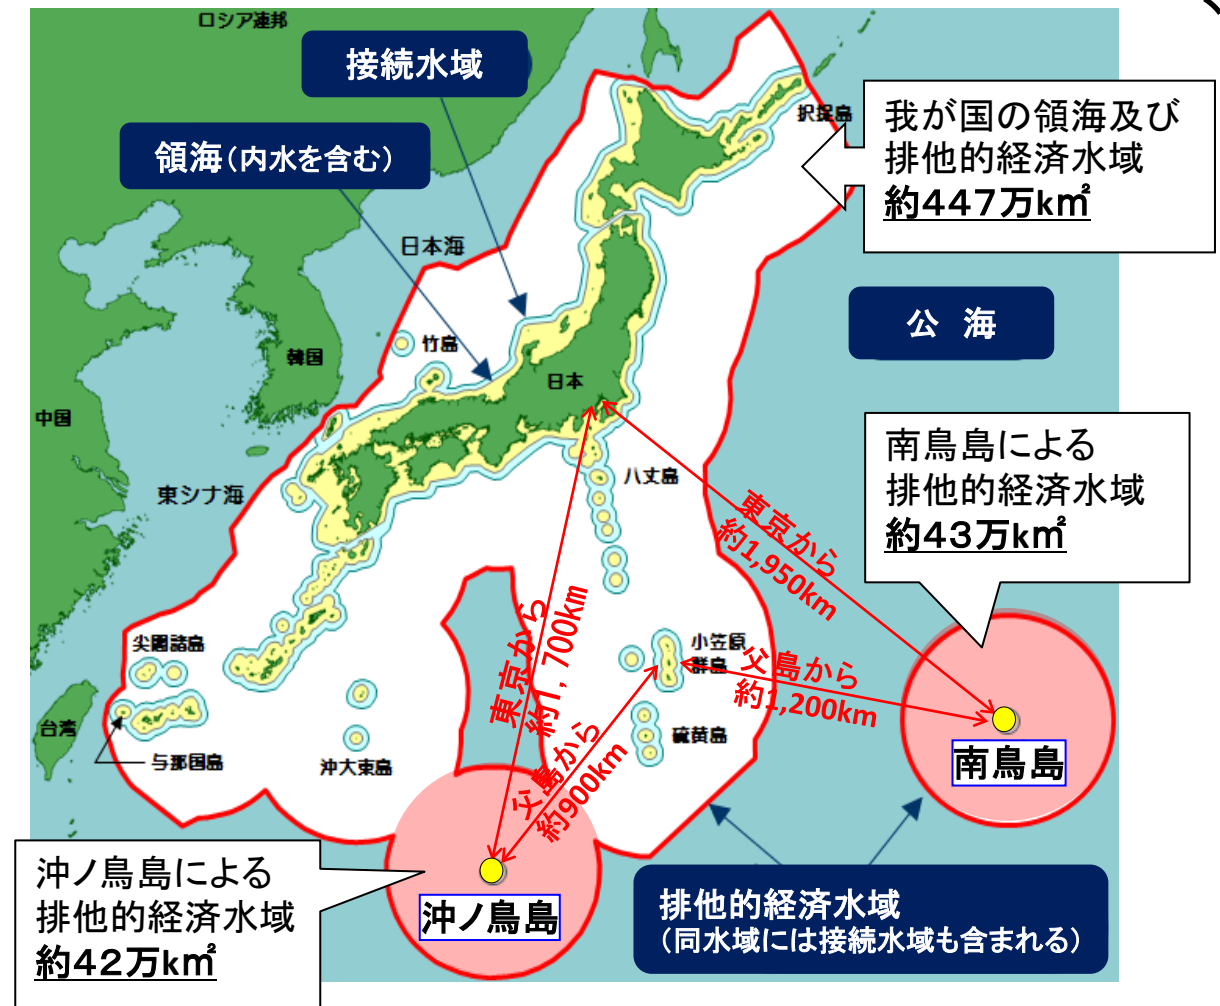 ロシア連邦
接続水域
領海(内水を含む)
択捉島
我が国の領海及び
排他的経済水域
約447万k㎡
日本海
公 海
竹島
韓国
日本
中国
南鳥島による
排他的経済水域
約43万k㎡
東シナ海
八丈島
東京から
約1,950km
東京から
約1,700km
尖閣諸島
小笠原
群島
父島から
約1,200km
台湾
与那国島
沖大東島
硫黄島
父島から
約900km
南鳥島
沖ノ鳥島による
排他的経済水域
約42万k㎡
沖ノ鳥島
排他的経済水域
(同水域には接続水域も含まれる)